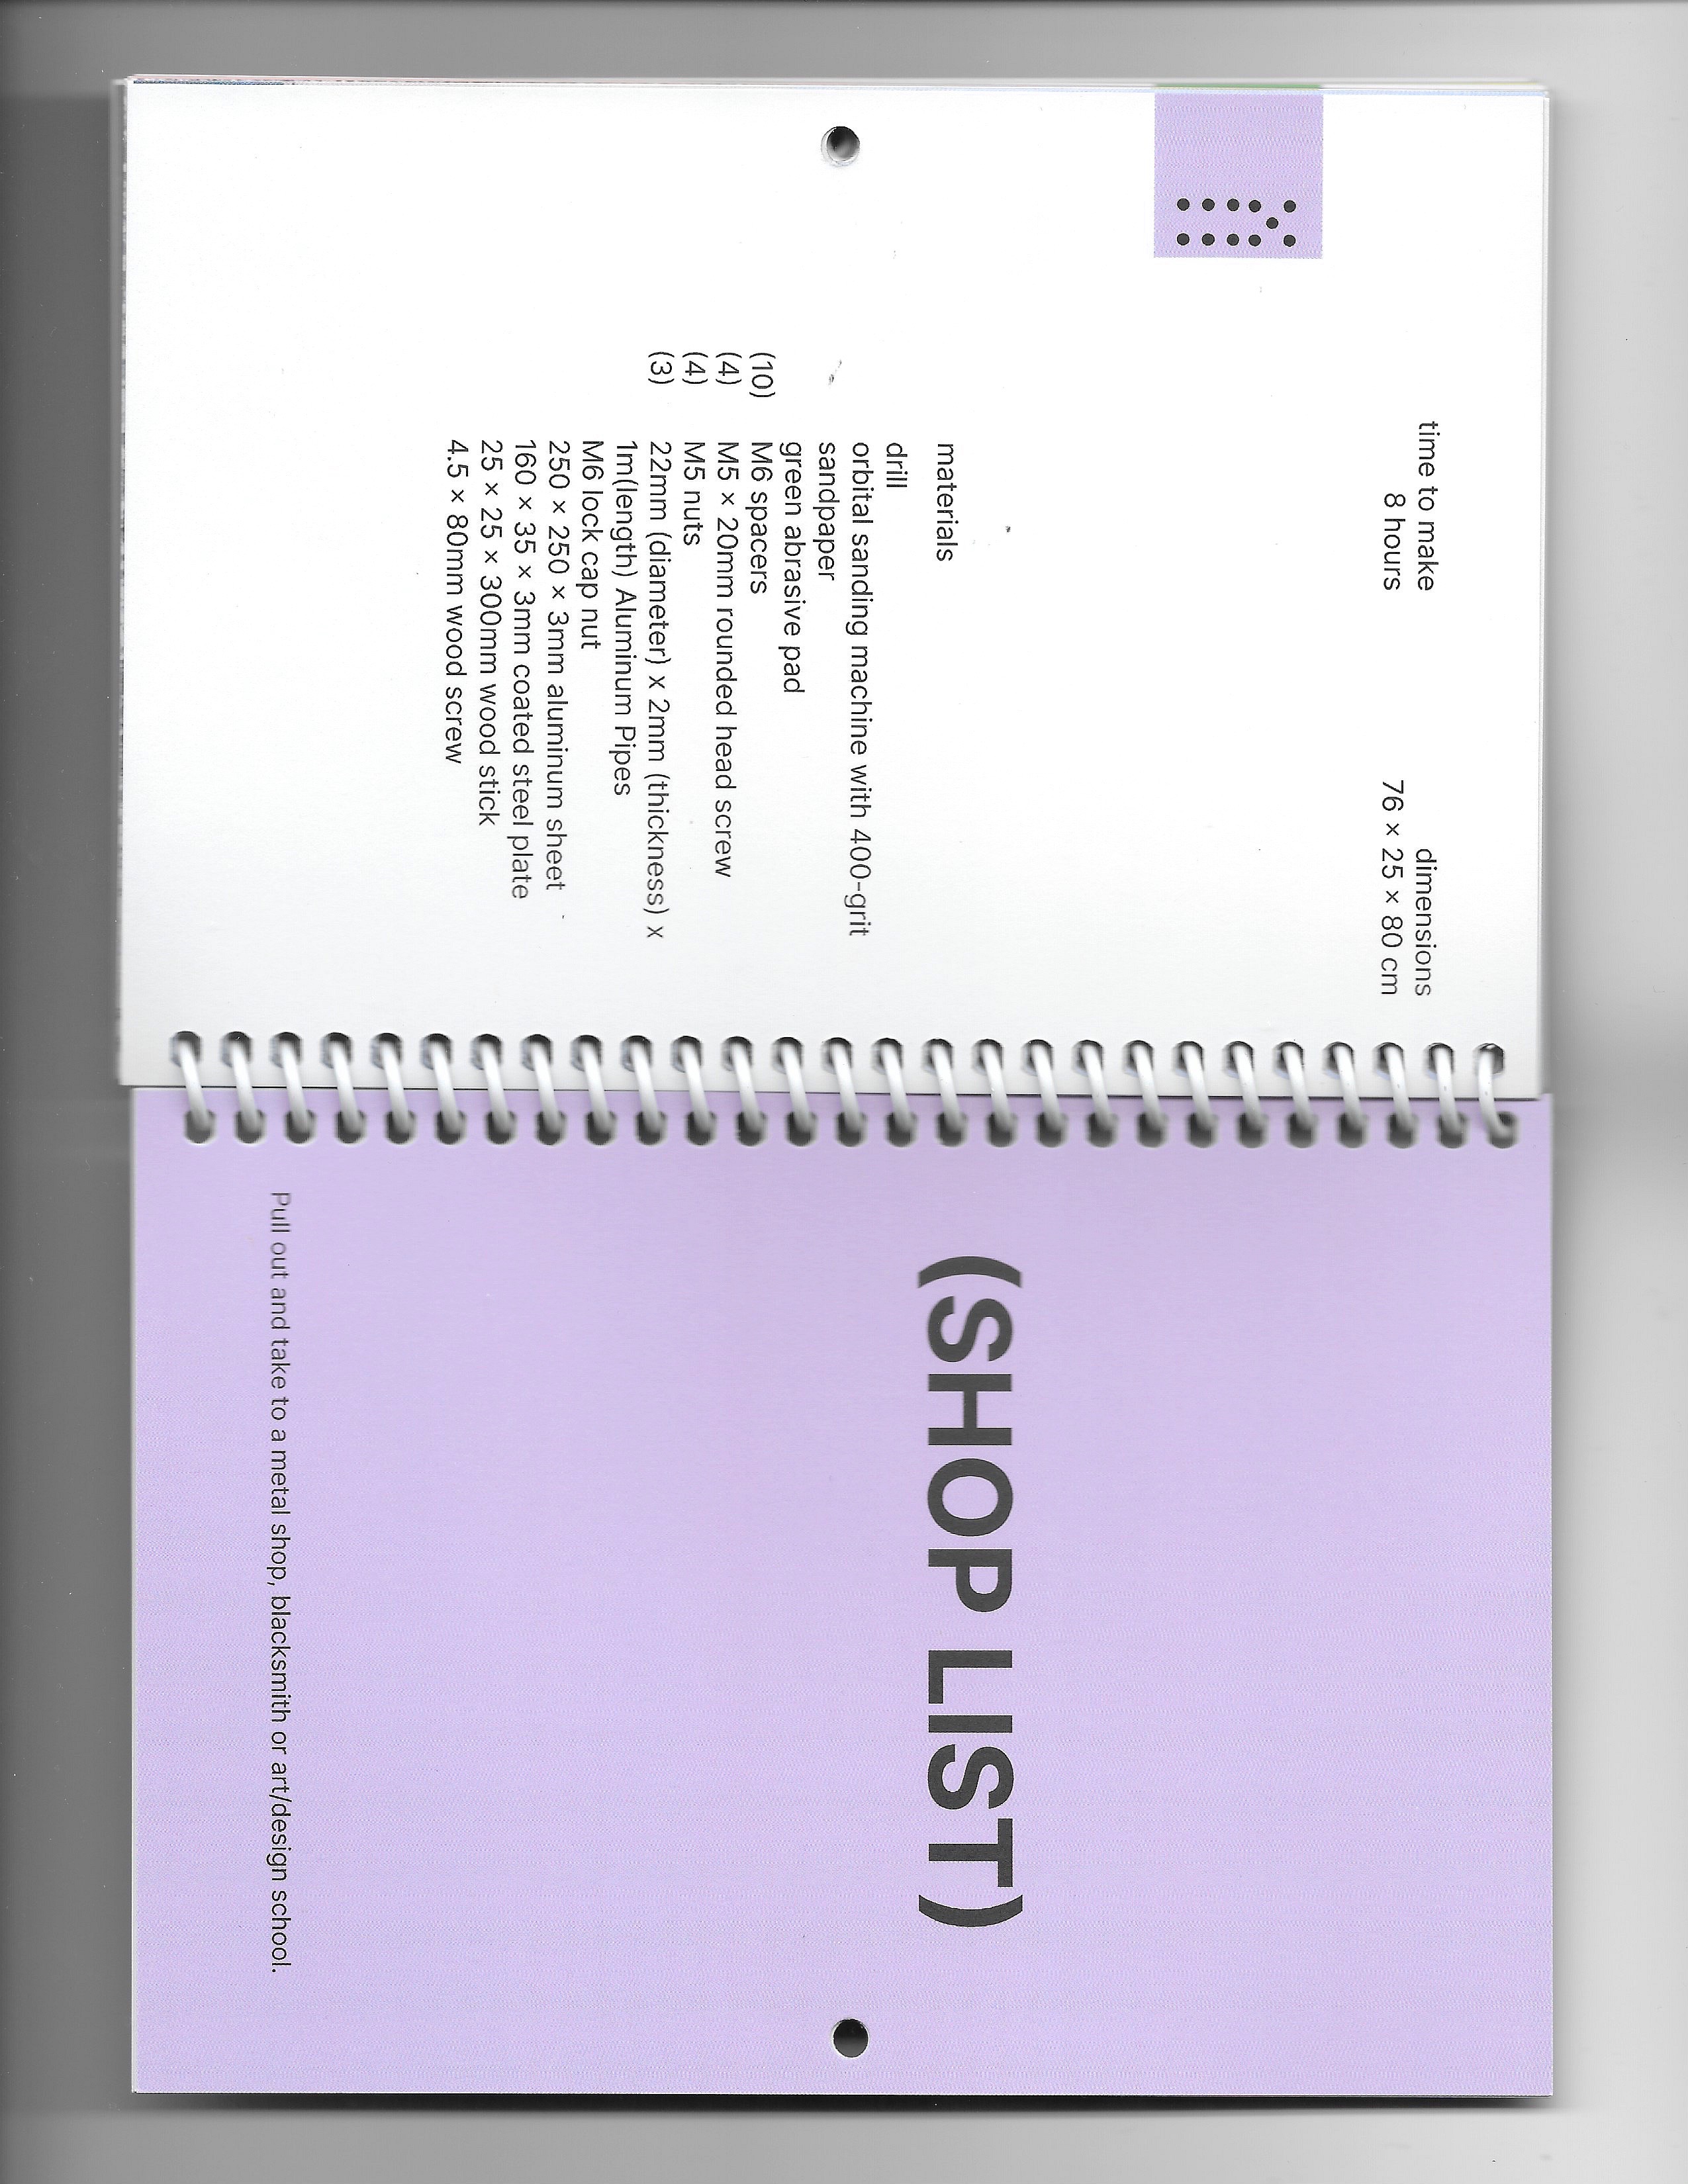 time to make
8 hours
dimensions
76 × 25 × 80 cm
materials
drill
orbital sanding machine with 400-grit
sandpaper
green abrasive pad
(10) M6 spacers
(4) M5 × 20mm rounded head screw
(4) M5 nuts
(3) 22mm (diameter) x 2mm (thickness) x
1m(length) Aluminum Pipes
M6 lock cap nut
250 × 250 × 3mm aluminum sheet
160 × 35 × 3mm coated steel plate
25 × 25 × 300mm wood stick
4.5 × 80mm wood screw
(SHOP LIST)
Pull out and take to a metal shop, blacksmith or art/design school.